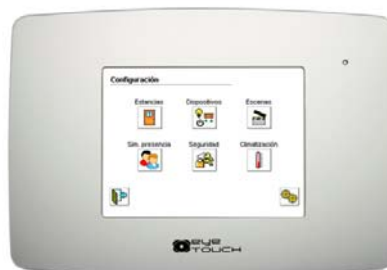 Configuración
Estancias Dispositivos Escenas
Sim. presencia Seguridad Climatización
eye
TOUCH